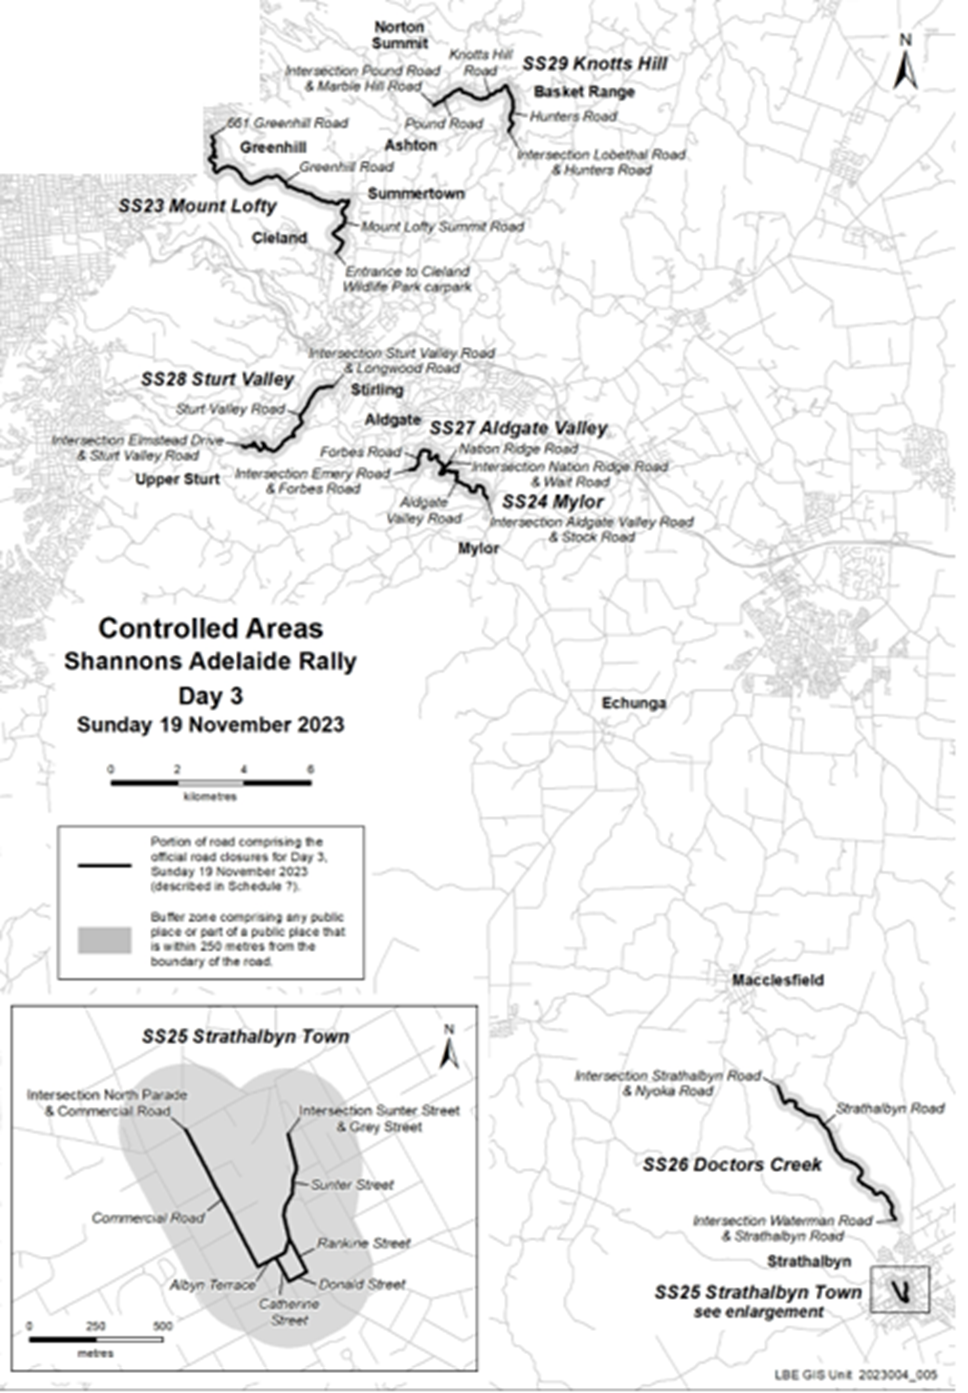 Norton
Summit
Knotts Hill
Road
SS29 Knotts Hill
N
Intersection Pound Road
& Marble Hill Road
Basket Range
Pound Road
Hunters Road
661 Greenhill Road
Greenhill
Ashton
Intersection Lobethal Road
& Hunters Road
Greenhill Road
Summertown
SS23 Mount Lofty
Mount Lofty Summit Road
Cleland
Entrance to Cleland
Wildlife Park carpark
Intersection Sturt Valley Road
& Longwood Road
SS28 Sturt Valley
Stirling
Sturt Valley Road
Aldgate
SS27 Aldgate Valley
Intersection Elmstead Drive
& Sturt Valley Road
Forbes Road
Nation Ridge Road
Upper Sturt
Intersection Emery Road
& Forbes Road
Intersection Nation Ridge Road
& Wait Road
SS24 Mylor
Aldgate
Valley Road
Intersection Aldgate Valley Road
& Stock Road
Mylor
Controlled Areas
Shannons Adelaide Rally
Day 3
Sunday 19 November 2023
0 2 4 6
kilometres
Echunga
Portion of road comprising the
official road closures for Day 3,
Sunday 19 November 2023
(described in Schedule ?).
Buffer zone comprising any public
place or part of a public place that
is within 250 metres from the
boundary of the road.
Macclesfield
Intersection Strathalbyn Road
& Nyoka Road
Strathalbyn Road
SS26 Doctors Creek
Intersection Waterman Road
& Strathalbyn Road
Strathalbyn
SS25 Strathalbyn Town
see enlargement
SS25 Strathalbyn Town
N
Intersection North Parade
& Commercial Road
Intersection Sunter Street
& Grey Street
Sunter Street
Commercial Road
Rankine Street
Albyn Terrace
Donald Street
Catherine
Street
0 250 500
metres
LBE GIS Unit 2023004_005